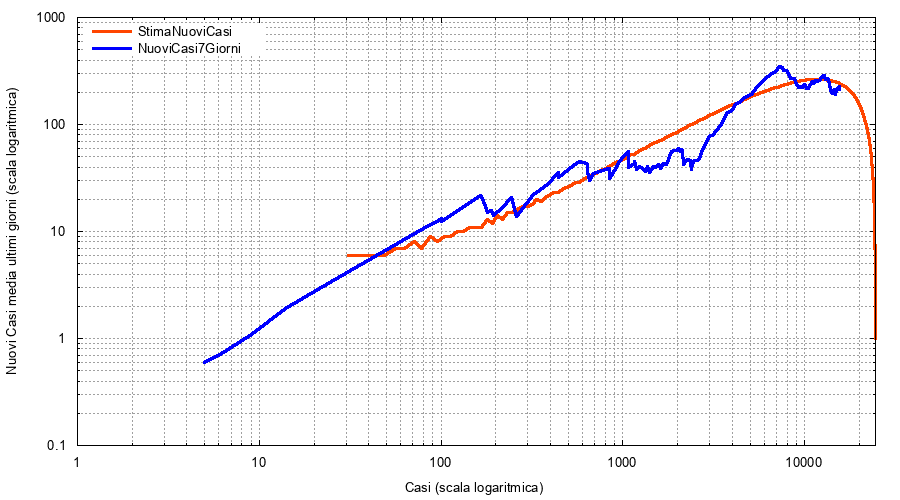 1000
StimaNuoviCasi
NuoviCasi7Giorni
100
10
1
0.1
Nuovi Casi media ultimi giorni (scala logaritmica)
1 10 100 1000 10000
Casi (scala logaritmica)